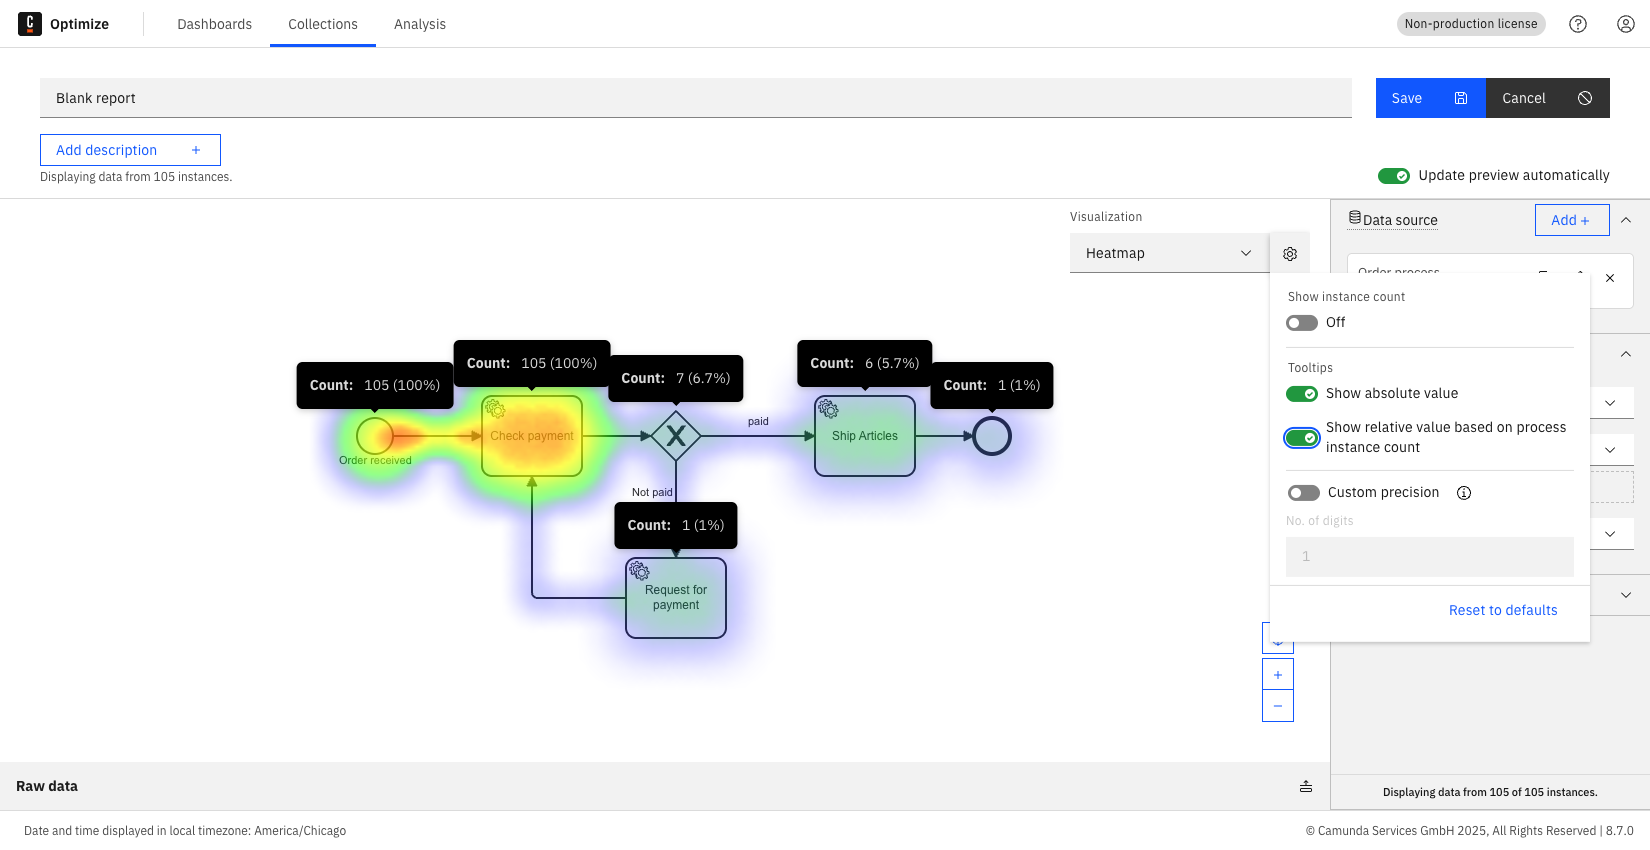 Optimize
Dashboards
Collections
Analysis
Non-production license
Blank report
Save
Cancel
Add description +
Displaying data from 105 instances.
Update preview automatically
Visualization
Heatmap
Data source
Add +
Order process
Show instance count
Off
Tooltips
Show absolute value
Show relative value based on process
instance count
Custom precision
No. of digits
1
Reset to defaults
Count: 105 (100%)
Count: 105 (100%)
Count: 7 (6.7%)
Count: 6 (5.7%)
Count: 1 (1%)
Order received
Check payment
paid
Ship Articles
Not paid
Count: 1 (1%)
Request for
payment
+
−
Raw data
Displaying data from 105 of 105 instances.
Date and time displayed in local timezone: America/Chicago
© Camunda Services GmbH 2025, All Rights Reserved | 8.7.0